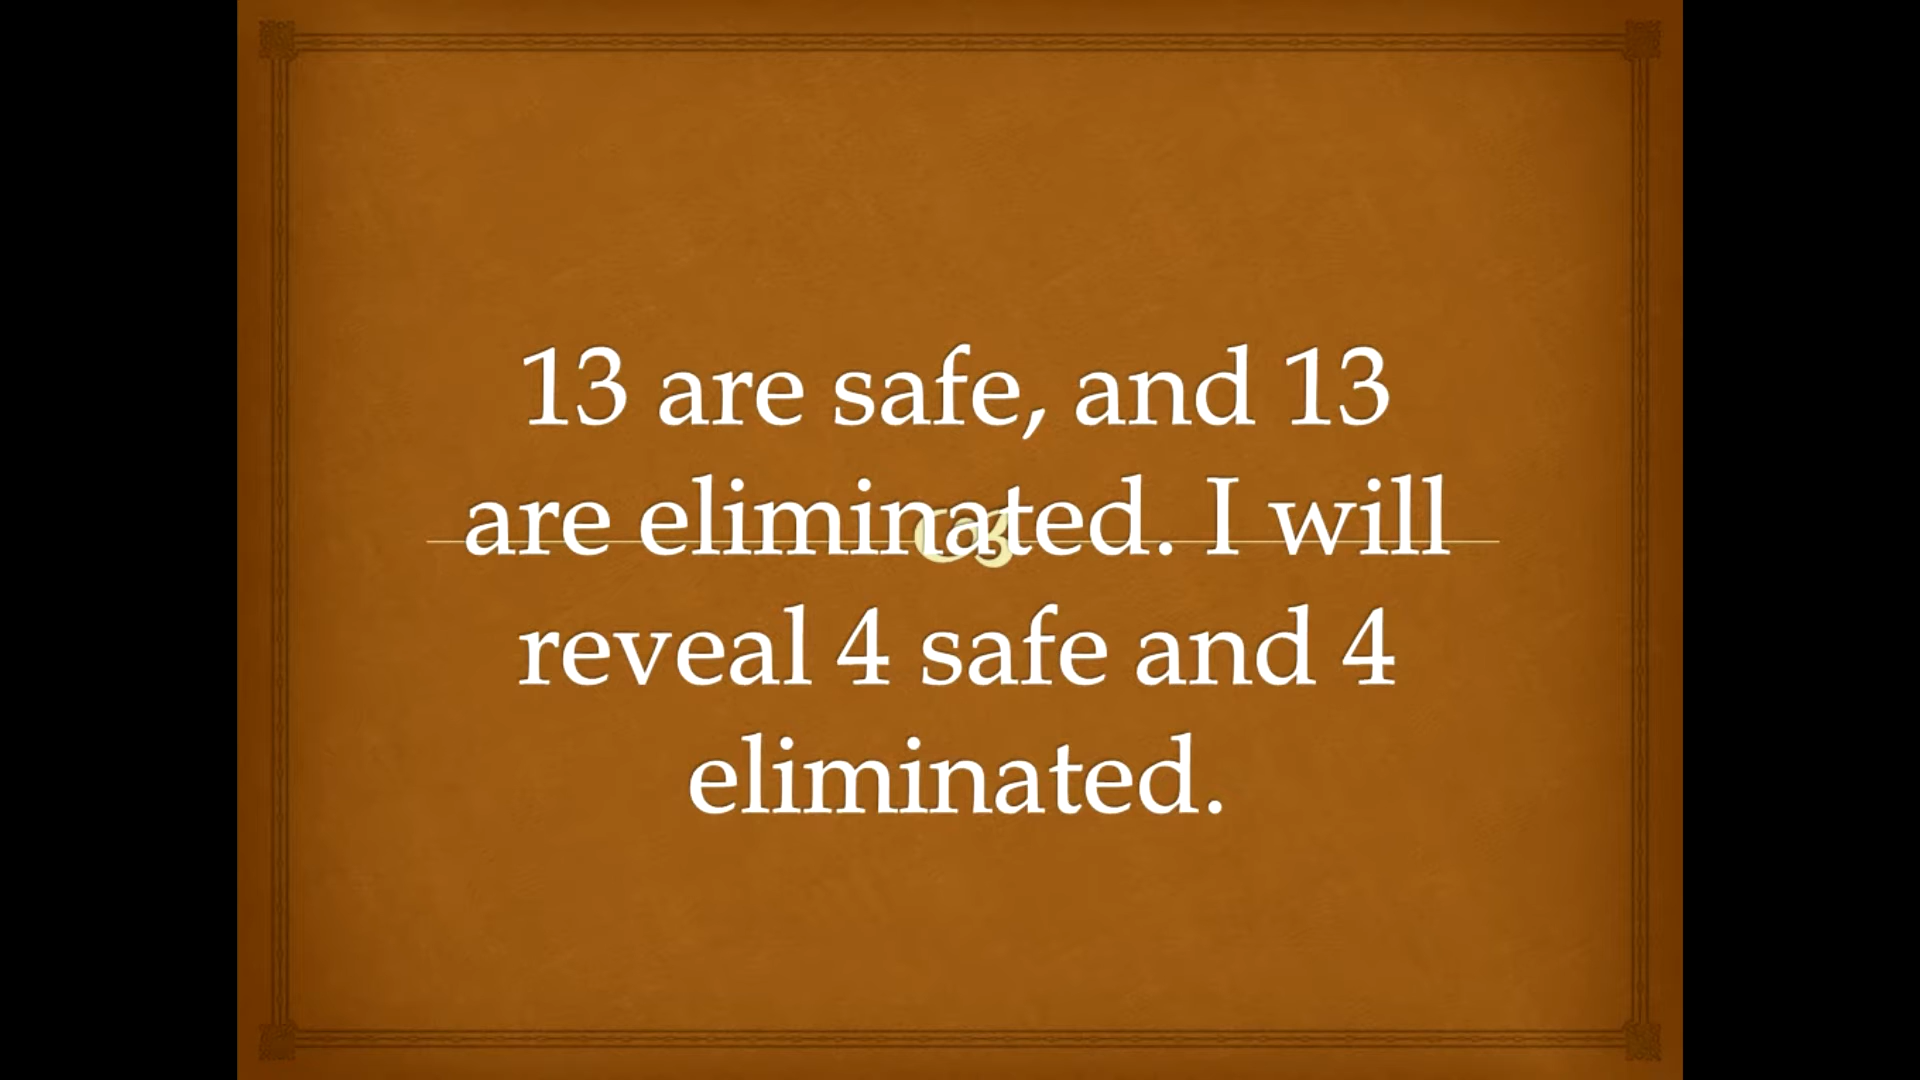 13 are safe, and 13
are eliminated. I will
reveal 4 safe and 4
eliminated.